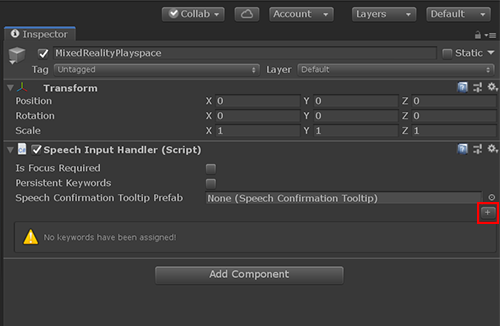 Collab
Account
Layers
Default
Inspector
MixedRealityPlayspace
Static
Tag Untagged Layer Default
Transform
Position X 0 Y 0 Z 0
Rotation X 0 Y 0 Z 0
Scale X 1 Y 1 Z 1
Speech Input Handler (Script)
Is Focus Required
Persistent Keywords
Speech Confirmation Tooltip Prefab None (Speech Confirmation Tooltip)
+
No keywords have been assigned!
Add Component